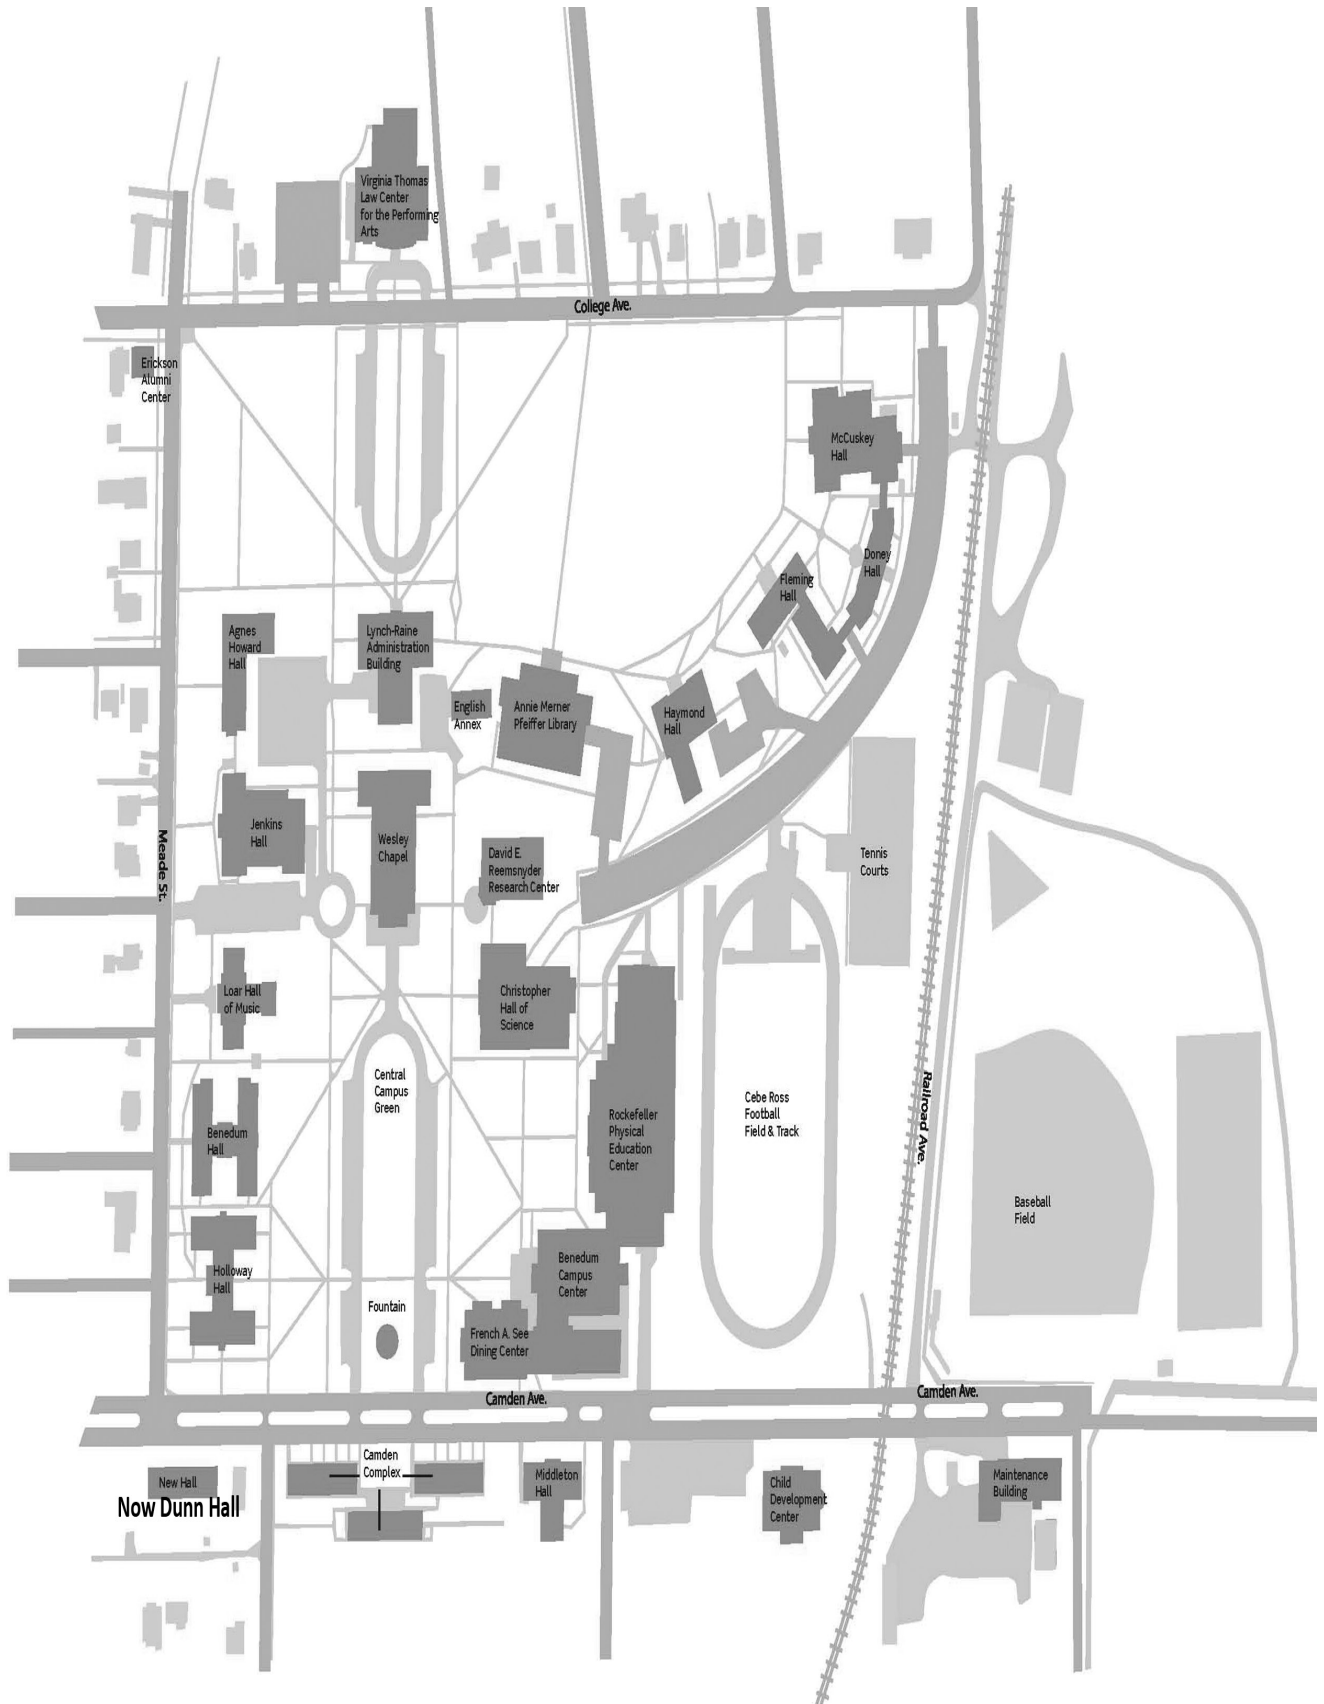 Virginia Thomas
Law Center
for the Performing
Arts
College Ave.
Erickson
Alumni
Center
McCuskey
Hall
Doney
Hall
Fleming
Hall
Agnes
Howard
Hall
Lynch-Raine
Administration
Building
English
Annex
Annie Merner
Pfeiffer Library
Haymond
Hall
Jenkins
Hall
Wesley
Chapel
David E.
Reemsnyder
Research Center
Tennis
Courts
Meade St.
Loar Hall
of Music
Christopher
Hall of
Science
Central
Campus
Green
Cebe Ross
Football
Field & Track
Rockefeller
Physical
Education
Center
Railroad Ave.
Benedum
Hall
Baseball
Field
Holloway
Hall
Benedum
Campus
Center
Fountain
French A. See
Dining Center
Camden Ave.
Camden Ave.
New Hall
Now Dunn Hall
Camden
Complex
Middleton
Hall
Child
Development
Center
Maintenance
Building